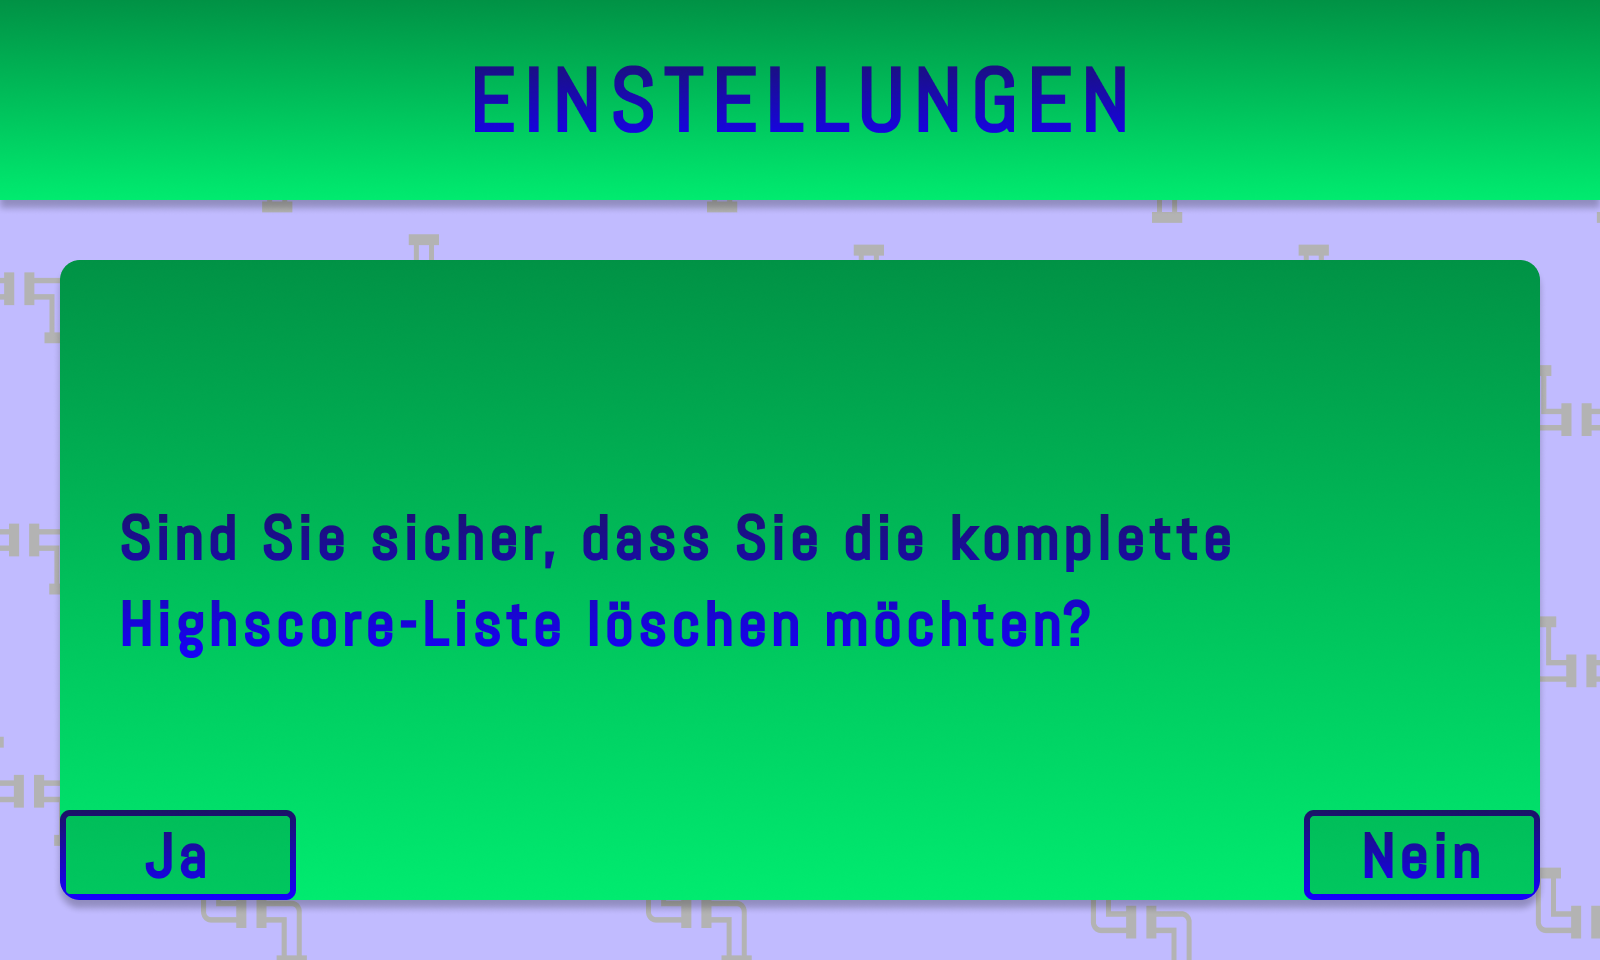 EINSTELLUNGEN
Sind Sie sicher, dass Sie die komplette
Highscore-Liste löschen möchten?
Ja
Nein